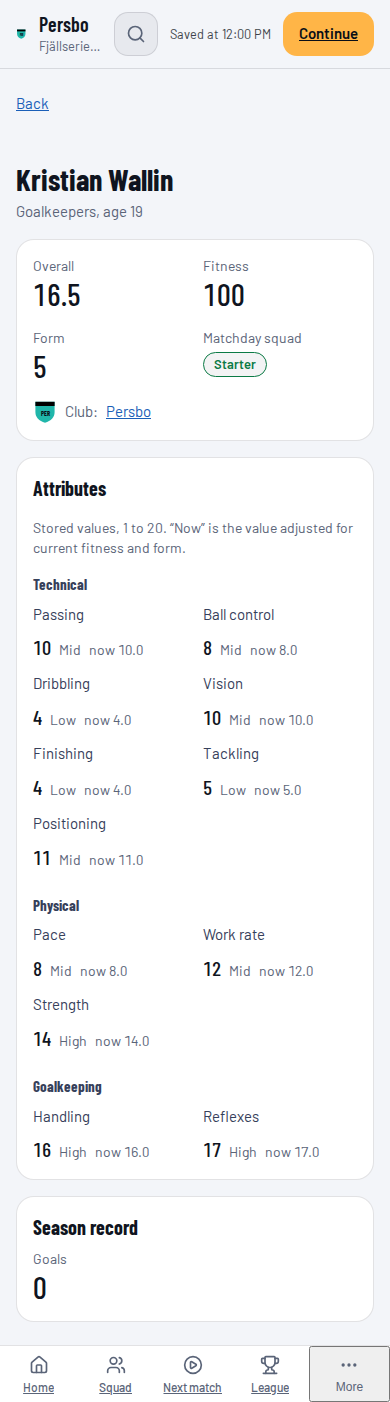 Persbo
Fjällserie...
Saved at 12:00 PM
Continue
Back
Kristian Wallin
Goalkeepers, age 19
Overall
Fitness
16.5
100
Form
Matchday squad
5
Starter
PER
Club: Persbo
Attributes
Stored values, 1 to 20. “Now” is the value adjusted for
current fitness and form.
Technical
Passing
Ball control
10 Mid now 10.0
8 Mid now 8.0
Dribbling
Vision
4 Low now 4.0
10 Mid now 10.0
Finishing
Tackling
4 Low now 4.0
5 Low now 5.0
Positioning
11 Mid now 11.0
Physical
Pace
Work rate
8 Mid now 8.0
12 Mid now 12.0
Strength
14 High now 14.0
Goalkeeping
Handling
Reflexes
16 High now 16.0
17 High now 17.0
Season record
Goals
0
Home
Squad
Next match
League
More